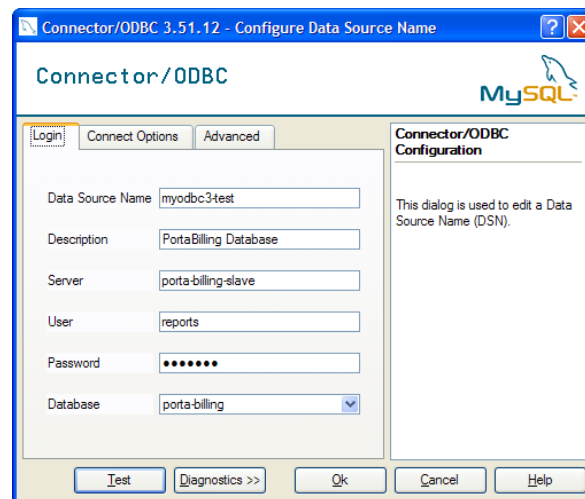 Connector/ODBC 3.51.12 - Configure Data Source Name
Connector/ODBC
MySQL
Login Connect Options Advanced
Data Source Name myodbc3-test
Description PortaBilling Database
Server porta-billing-slave
User reports
Password •••••••
Database porta-billing
Connector/ODBC
Configuration
This dialog is used to edit a Data
Source Name (DSN).
Test Diagnostics >> Ok Cancel Help